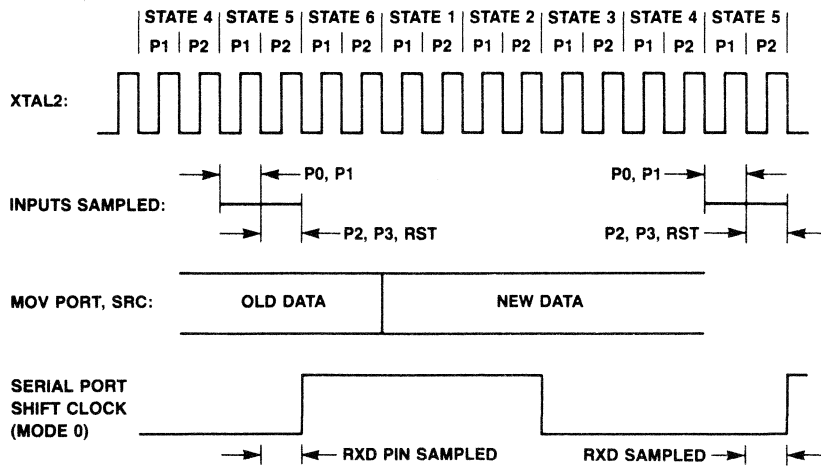 STATE 4 STATE 5 STATE 6 STATE 1 STATE 2 STATE 3 STATE 4 STATE 5
P1 P2 P1 P2 P1 P2 P1 P2 P1 P2 P1 P2 P1 P2 P1 P2
XTAL2:
P0, P1 P0, P1
INPUTS SAMPLED:
P2, P3, RST P2, P3, RST
MOV PORT, SRC: OLD DATA NEW DATA
SERIAL PORT
SHIFT CLOCK
(MODE 0)
RXD PIN SAMPLED RXD SAMPLED